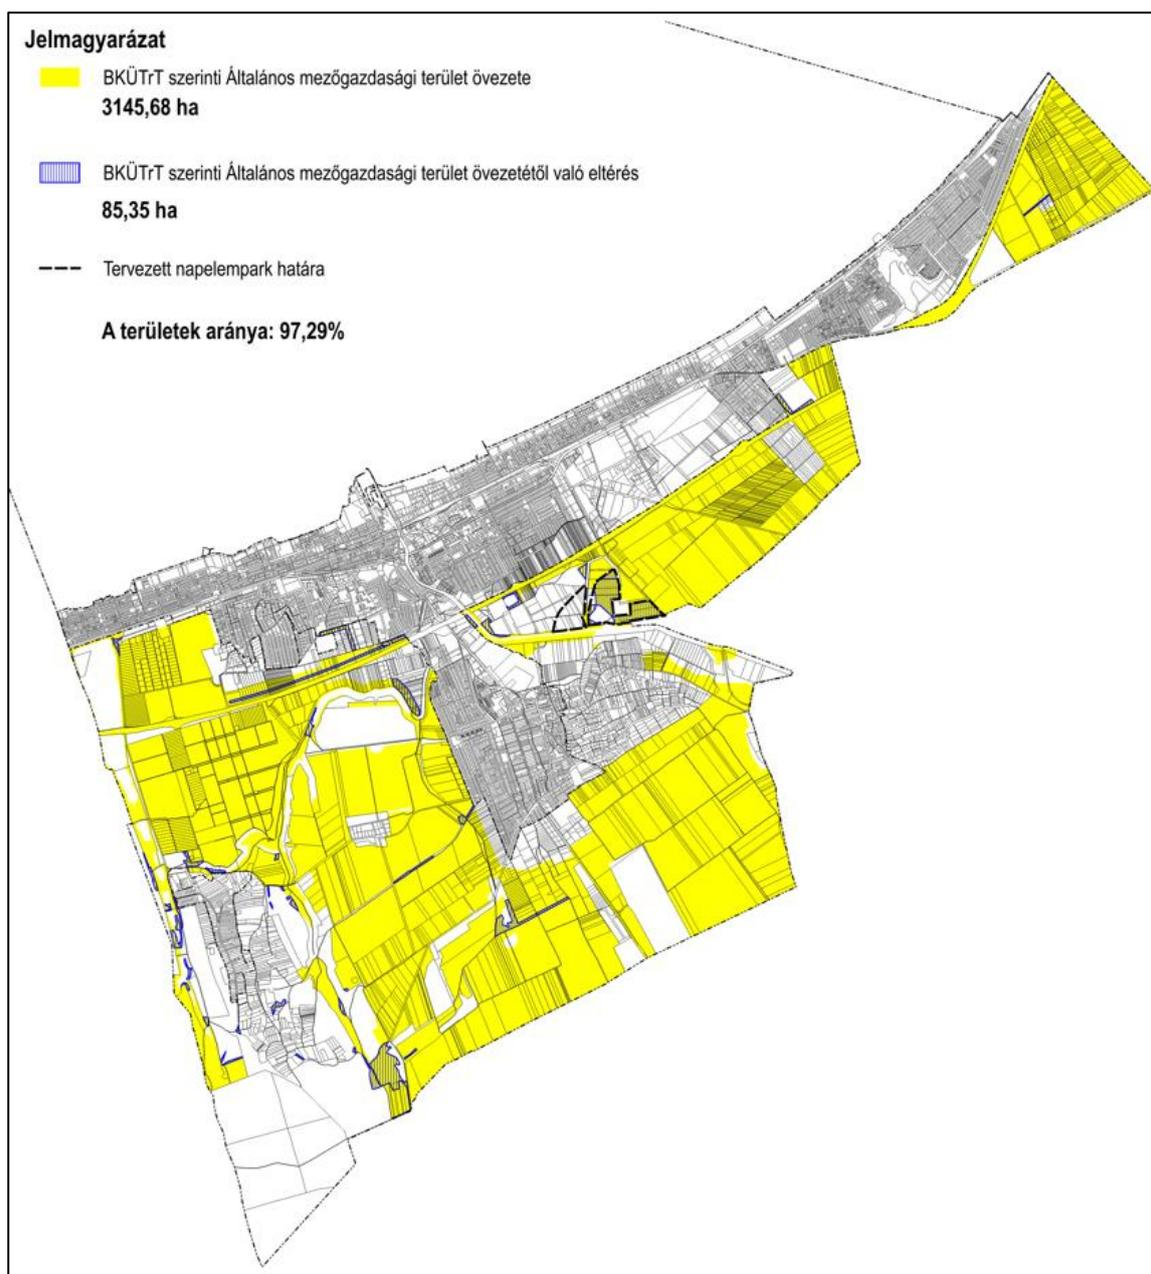 Jelmagyarázat
BKÜTrT szerinti Általános mezőgazdasági terület övezete
3145,68 ha
BKÜTrT szerinti Általános mezőgazdasági terület övezetétől való eltérés
85,35 ha
Tervezett napelempark határa
A területek aránya: 97,29%